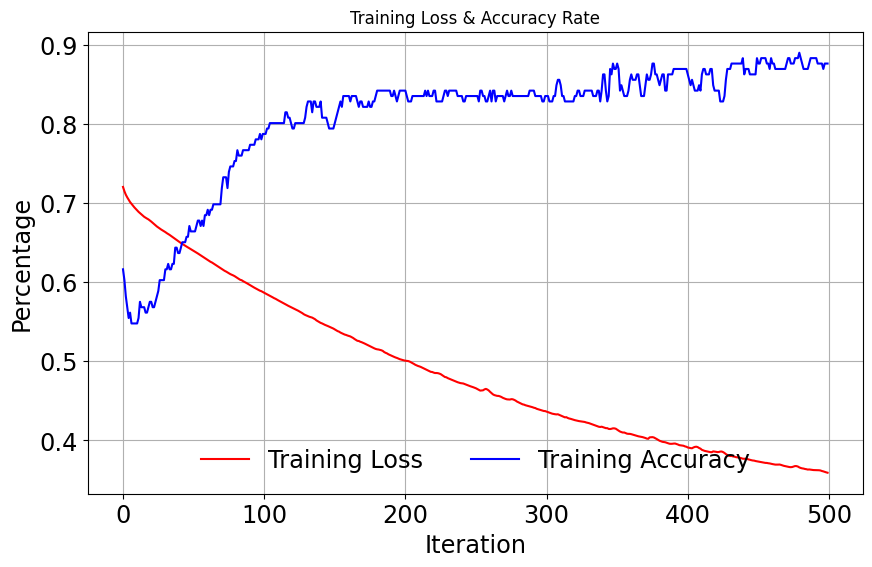 Training Loss & Accuracy Rate
0.9
0.8
0.7
0.6
0.5
0.4
Percentage
Training Loss
Training Accuracy
0
100
200
300
400
500
Iteration